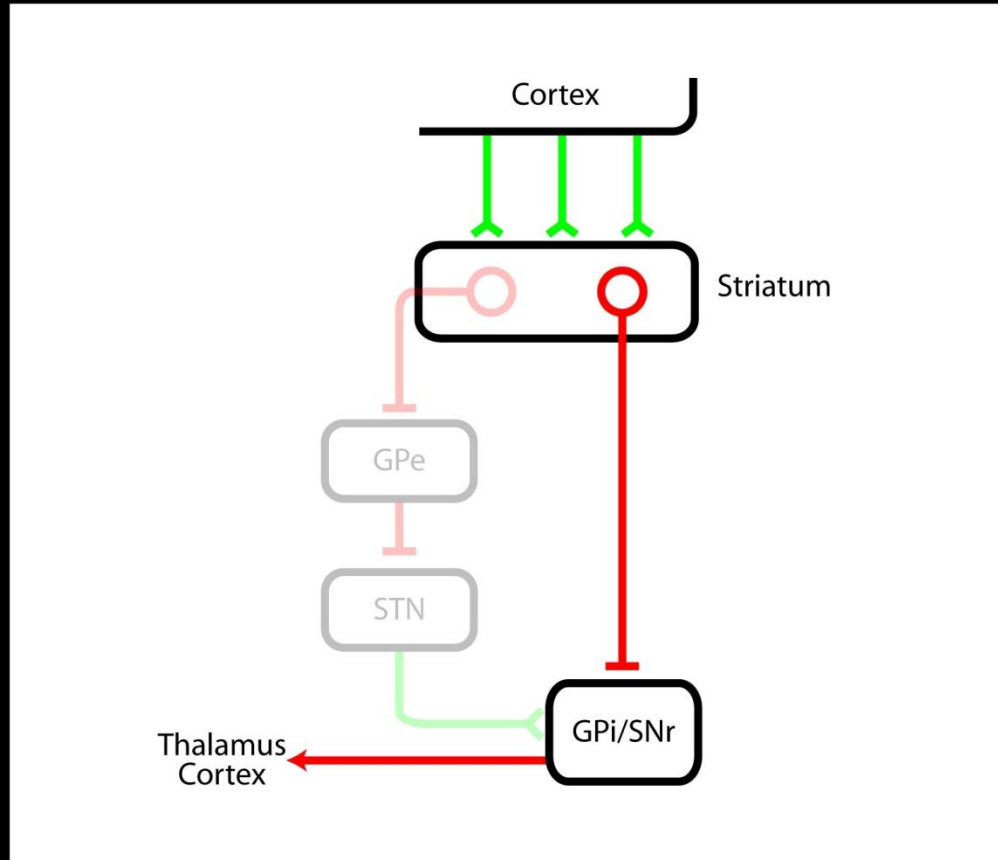 Cortex
Striatum
GPe
STN
GPi/SNr
Thalamus
Cortex